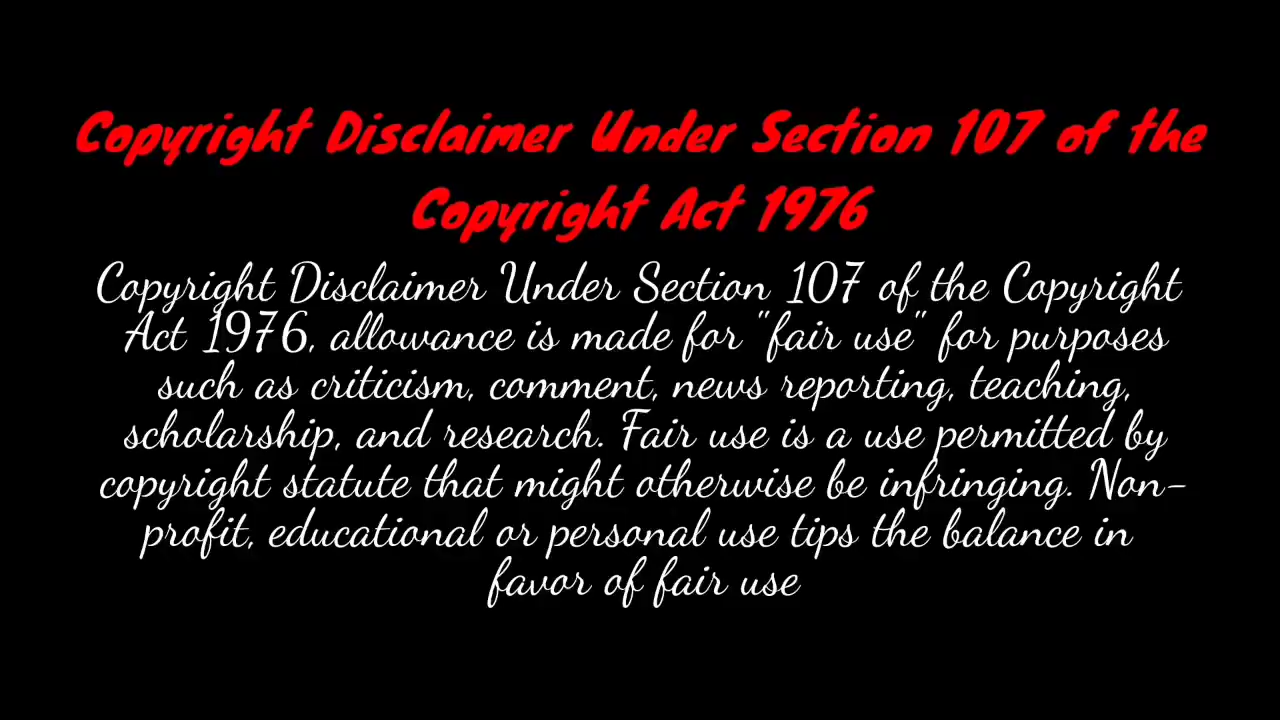 Copyright Disclaimer Under Section 107 of the
Copyright Act 1976
Copyright Disclaimer Under Section 107 of the Copyright
Act 1976, allowance is made for "fair use" for purposes
such as criticism, comment, news reporting, teaching,
scholarship, and research. Fair use is a use permitted by
copyright statute that might otherwise be infringing. Non-
profit, educational or personal use tips the balance in
favor of fair use